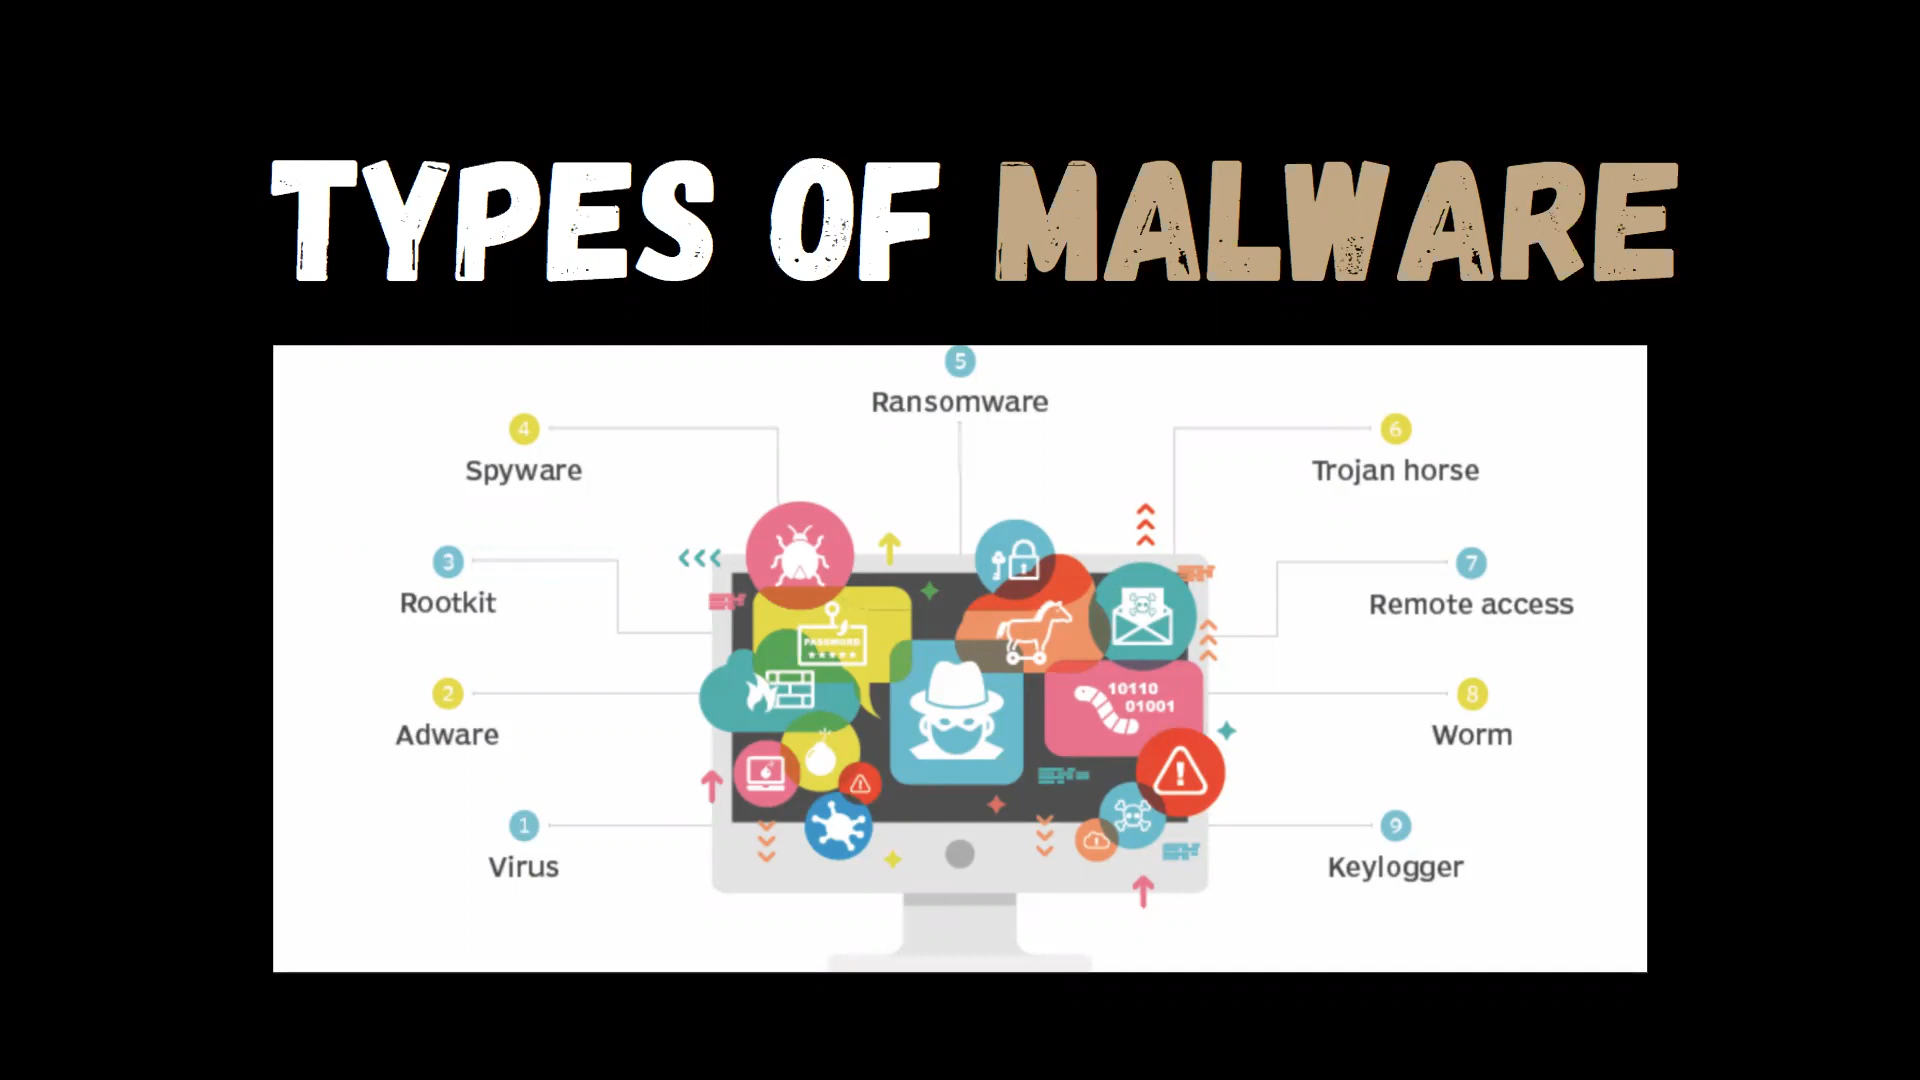 TYPES OF MALWARE
5
Ransomware
4
Spyware
6
Trojan horse
3
Rootkit
7
Remote access
2
Adware
8
Worm
1
Virus
9
Keylogger
PASSWORD
*****
10110
01001